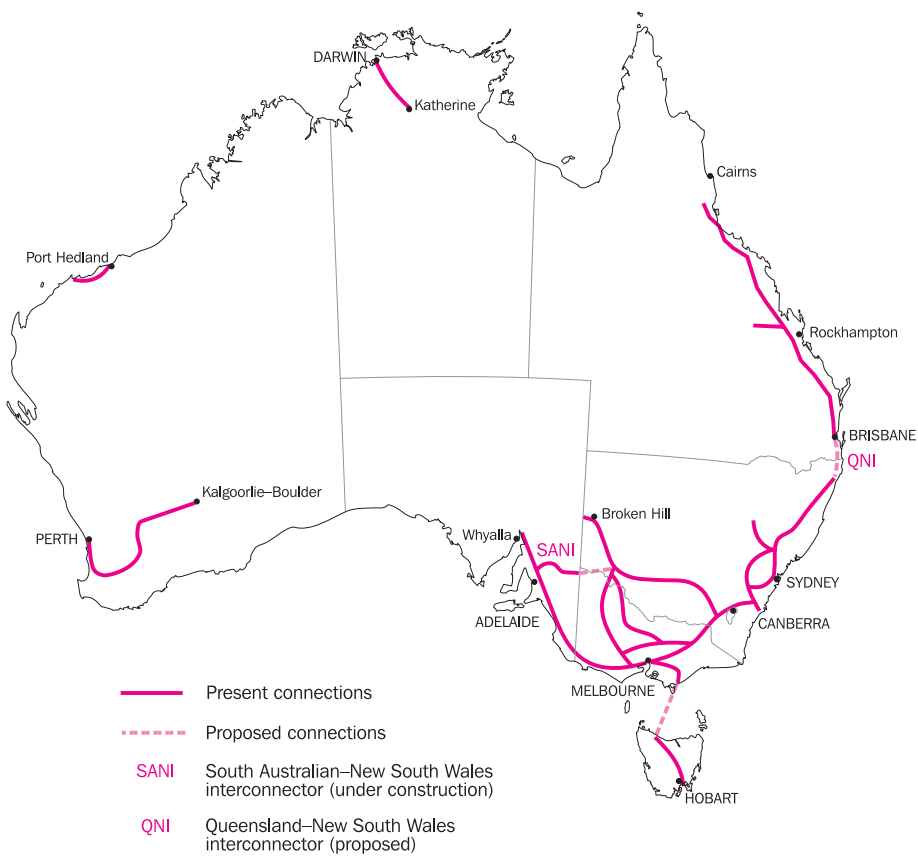 DARWIN
Katherine
Cairns
Port Hedland
Rockhampton
BRISBANE
QNI
Kalgoorlie–Boulder
Broken Hill
PERTH
Whyalla
SANI
SYDNEY
ADELAIDE
CANBERRA
MELBOURNE
HOBART
Present connections
Proposed connections
SANI
South Australian–New South Wales
interconnector (under construction)
QNI
Queensland–New South Wales
interconnector (proposed)